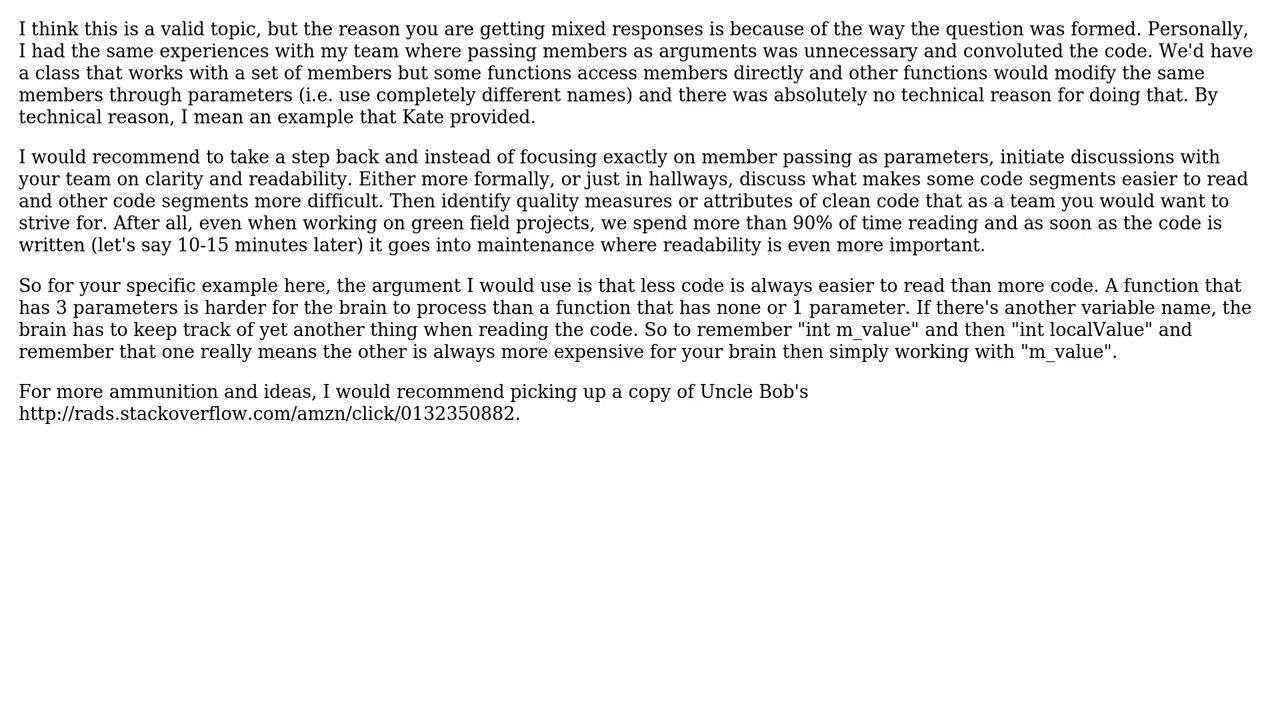 I think this is a valid topic, but the reason you are getting mixed responses is because of the way the question was formed. Personally,
I had the same experiences with my team where passing members as arguments was unnecessary and convoluted the code. We'd have
a class that works with a set of members but some functions access members directly and other functions would modify the same
members through parameters (i.e. use completely different names) and there was absolutely no technical reason for doing that. By
technical reason, I mean an example that Kate provided.
I would recommend to take a step back and instead of focusing exactly on member passing as parameters, initiate discussions with
your team on clarity and readability. Either more formally, or just in hallways, discuss what makes some code segments easier to read
and other code segments more difficult. Then identify quality measures or attributes of clean code that as a team you would want to
strive for. After all, even when working on green field projects, we spend more than 90% of time reading and as soon as the code is
written (let's say 10-15 minutes later) it goes into maintenance where readability is even more important.
So for your specific example here, the argument I would use is that less code is always easier to read than more code. A function that
has 3 parameters is harder for the brain to process than a function that has none or 1 parameter. If there's another variable name, the
brain has to keep track of yet another thing when reading the code. So to remember "int m_value" and then "int localValue" and
remember that one really means the other is always more expensive for your brain then simply working with "m_value".
For more ammunition and ideas, I would recommend picking up a copy of Uncle Bob's
http://rads.stackoverflow.com/amzn/click/0132350882.